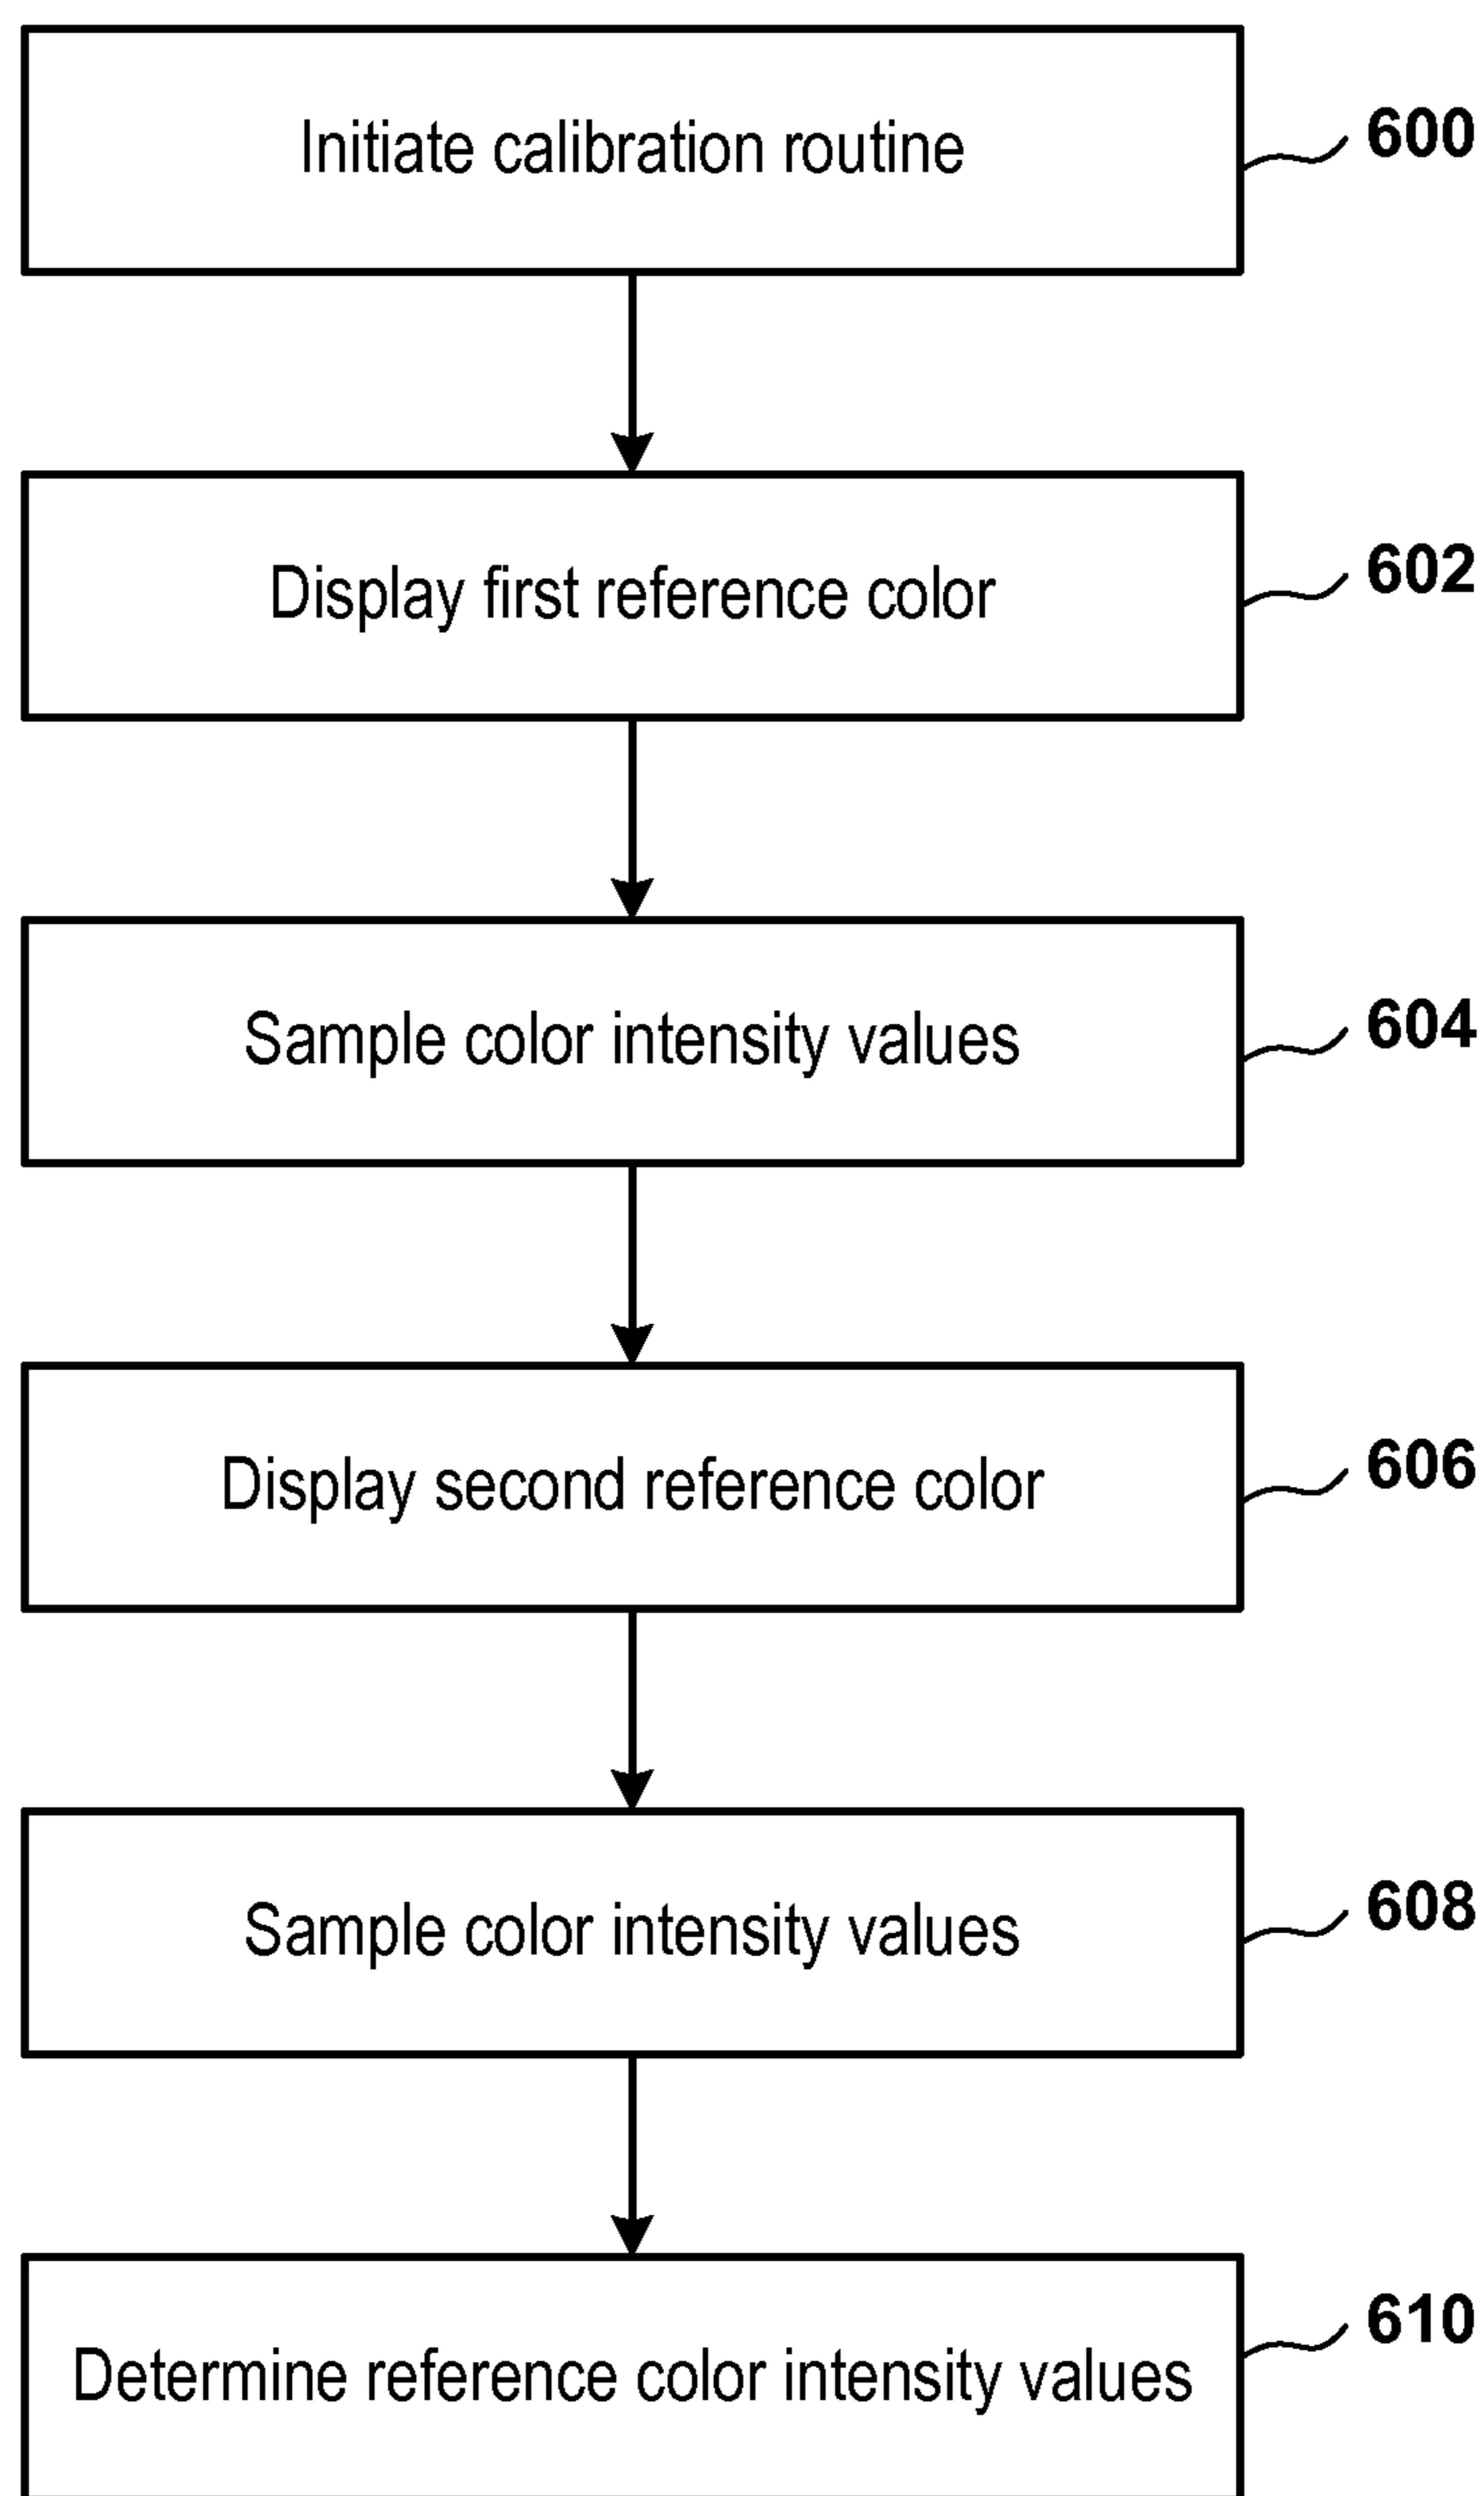 Initiate calibration routine
600
Display first reference color
602
Sample color intensity values
604
Display second reference color
606
Sample color intensity values
608
Determine reference color intensity values
610